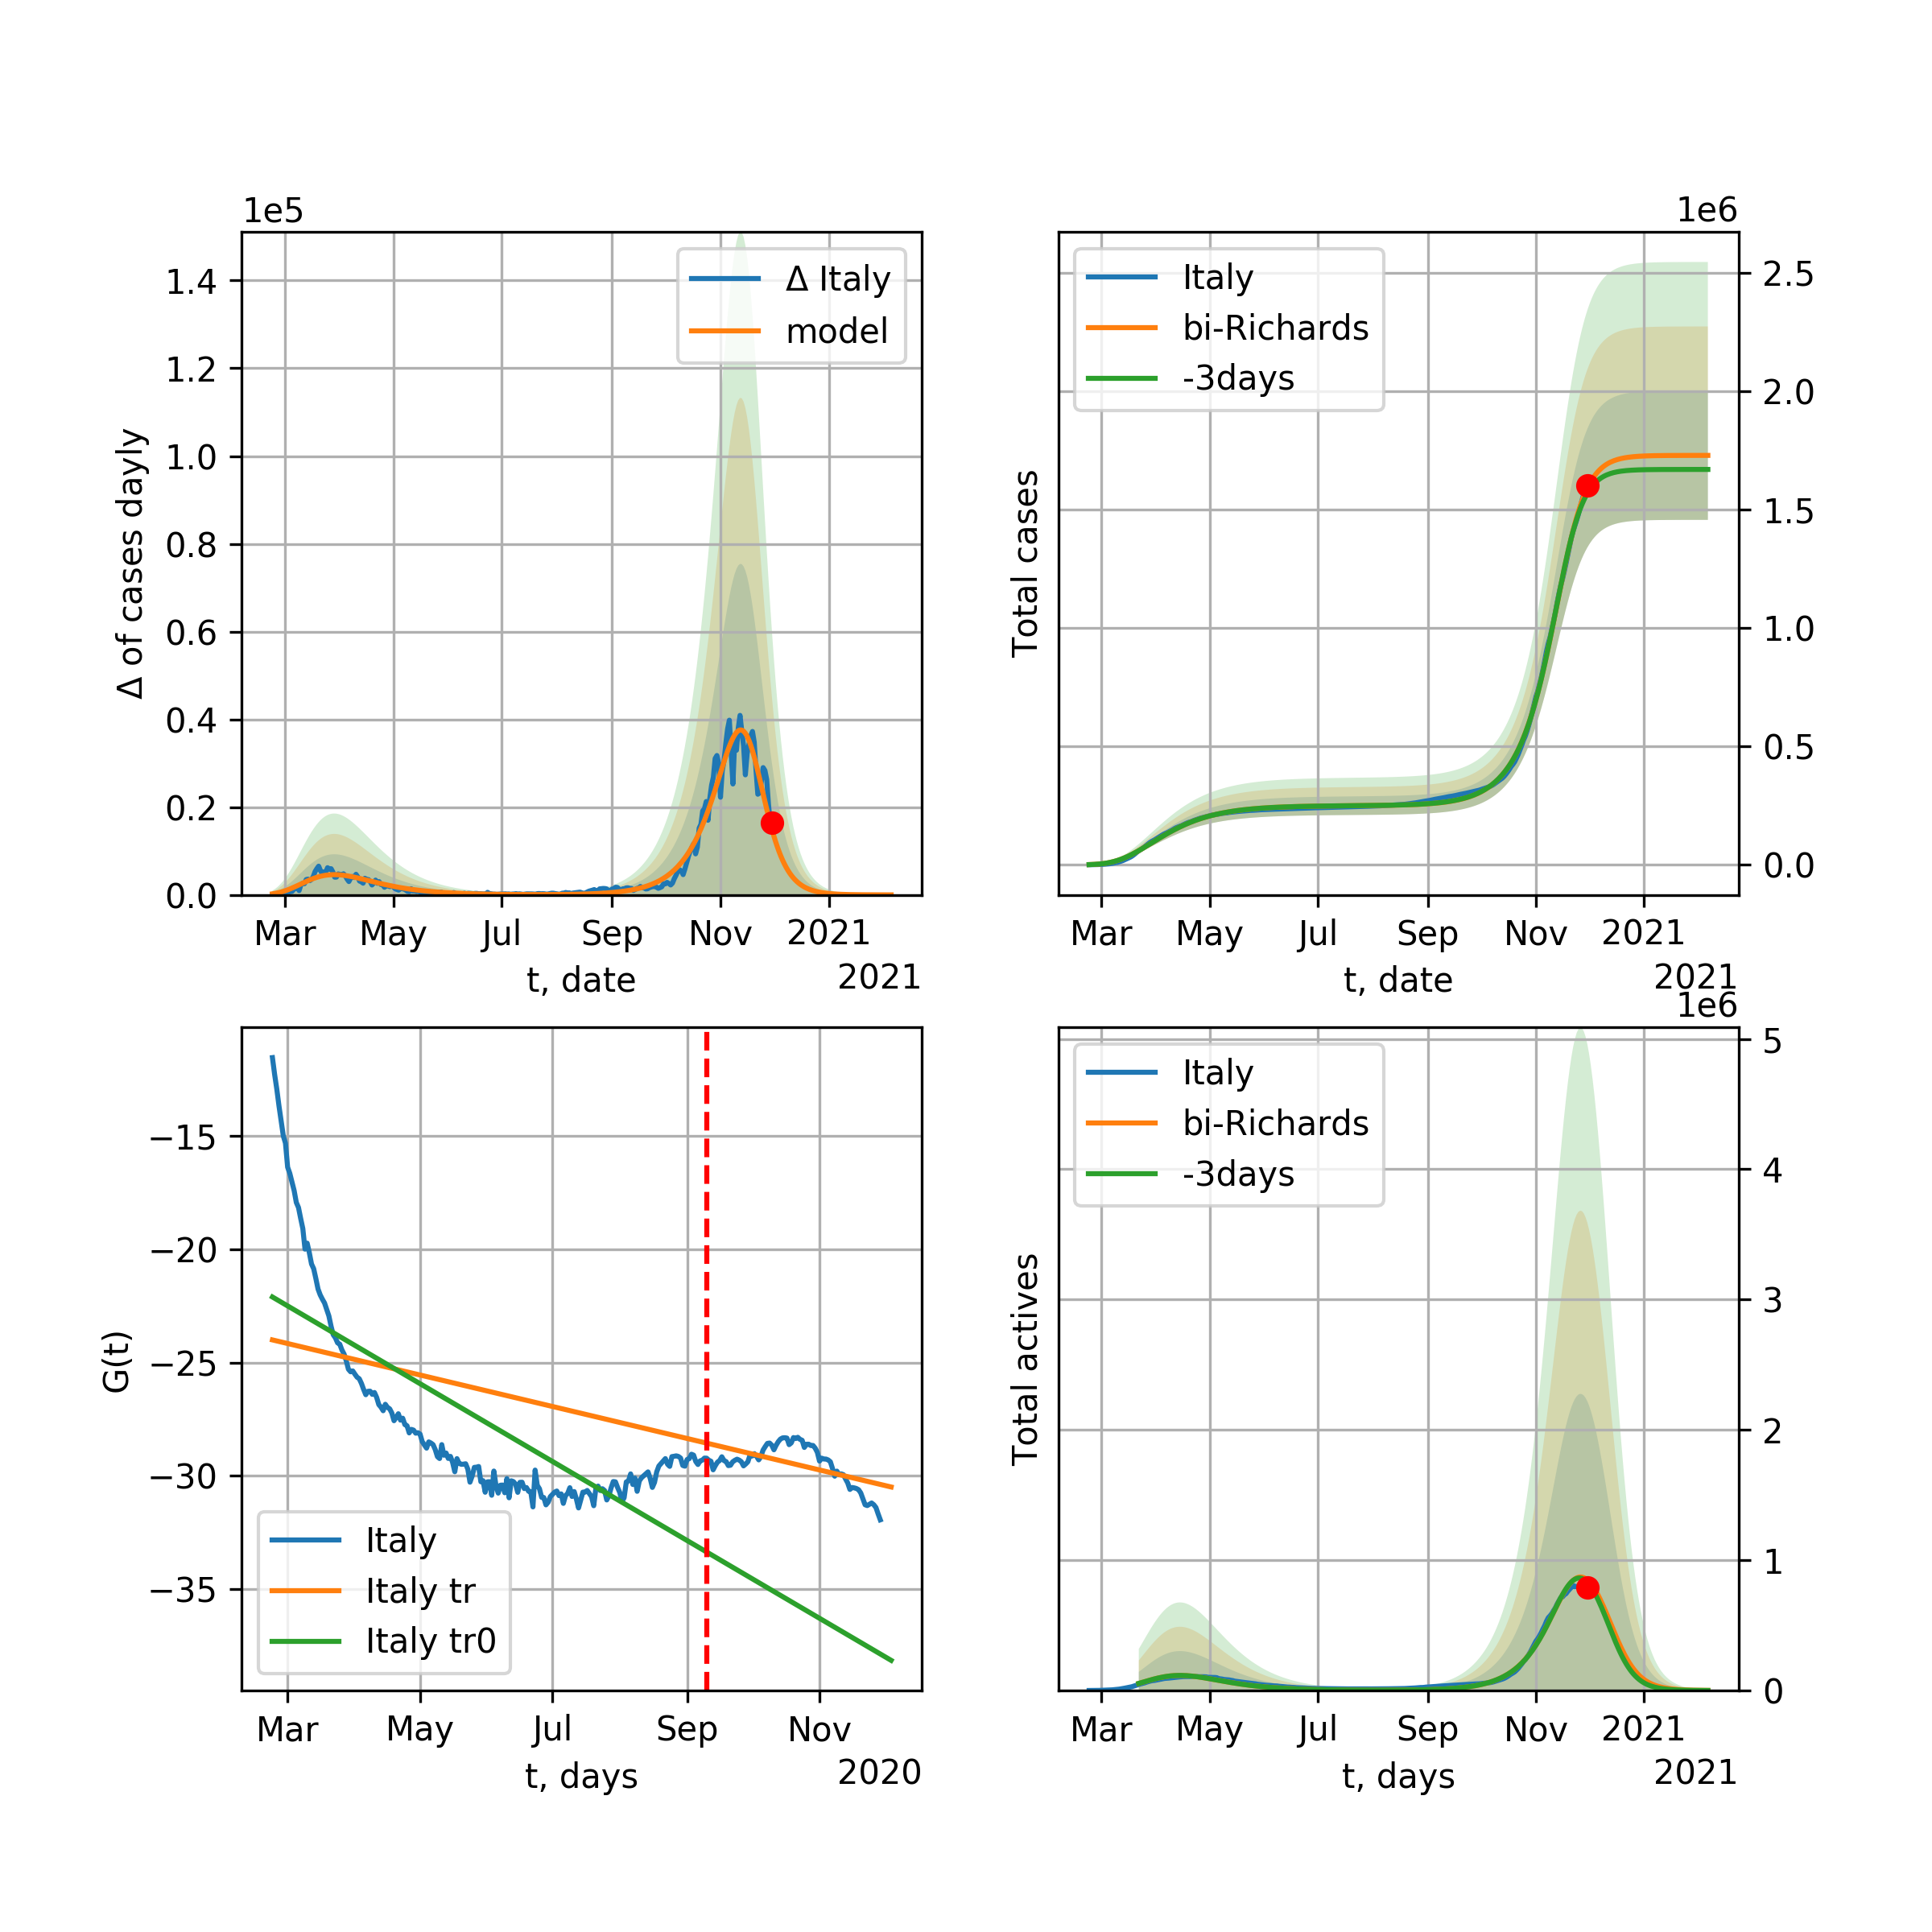 1e5
Δ of cases dayly
1.4
1.2
1.0
0.8
0.6
0.4
0.2
0.0
Δ Italy
model
Mar May Jul Sep Nov 2021
t, date
2021
1e6
Total cases
Italy
bi-Richards
-3days
2.5
2.0
1.5
1.0
0.5
0.0
Mar May Jul Sep Nov 2021
t, date
2021
G(t)
−15
−20
−25
−30
−35
Italy
Italy tr
Italy tr0
Mar May Jul Sep Nov
t, days
2020
1e6
Total actives
Italy
bi-Richards
-3days
5
4
3
2
1
0
Mar May Jul Sep Nov 2021
t, days
2021